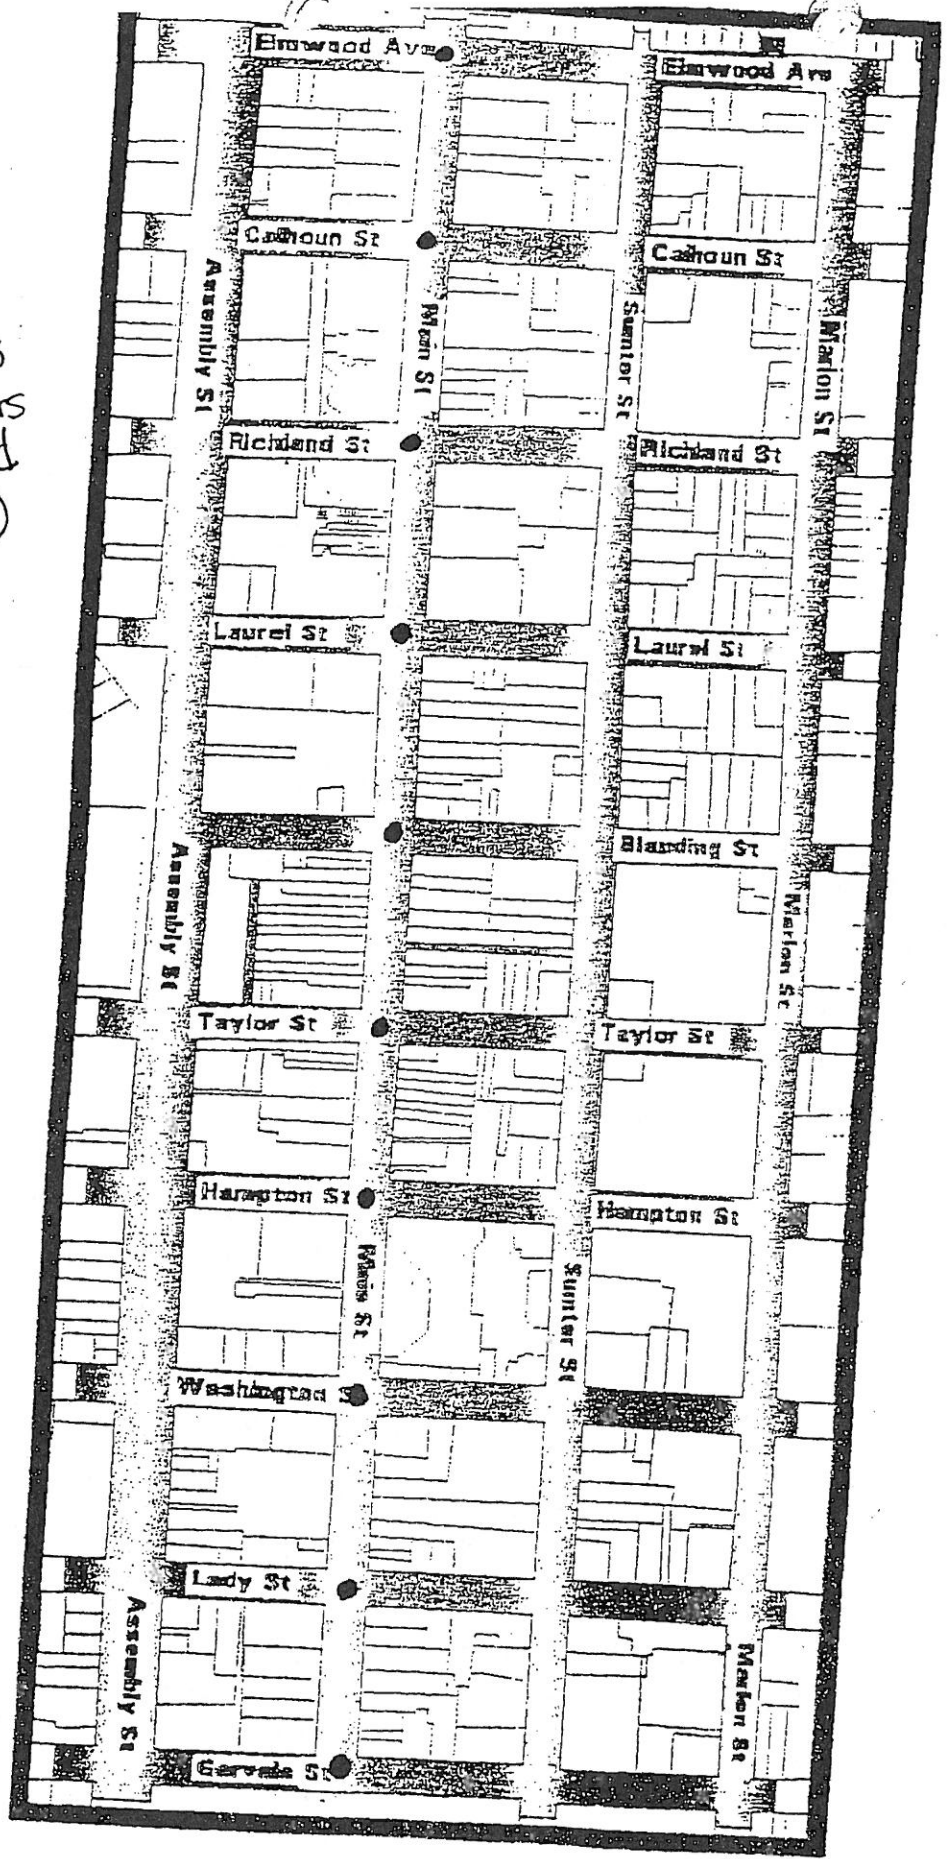 Elmwood Ave
Elmwood Ave
Calhoun St
Calhoun St
Assembly St
Main St
Sumter St
Marion St
Richland St
Richland St
Laurel St
Laurel St
Blanding St
Assembly St
Marion St
Taylor St
Taylor St
Hampton St
Hampton St
Main St
Sumter St
Washington S
Lady St
Assembly St
Marion St
Gervais St